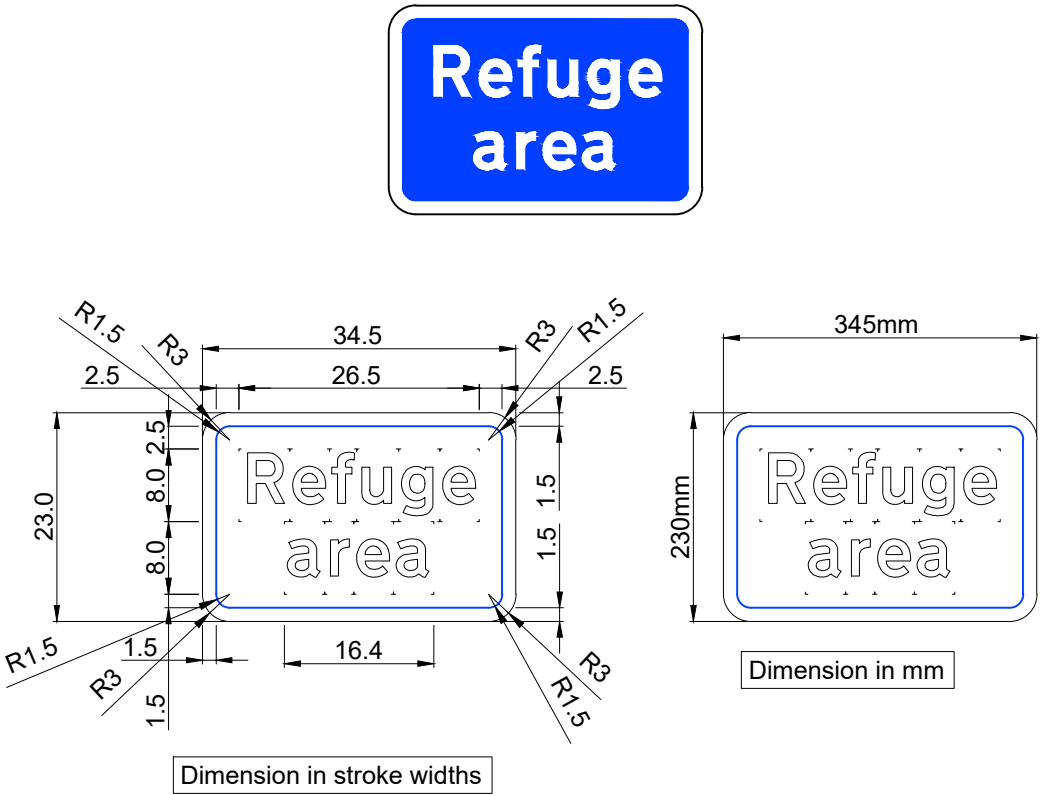 Refuge
area
R1.5
R3
34.5
R3
R1.5
345mm
2.5
26.5
2.5
2.5
8.0
8.0
23.0
1.5
1.5
Refuge
area
230mm
Refuge
area
R1.5
1.5
R3
1.5
16.4
R3
R1.5
Dimension in mm
Dimension in stroke widths